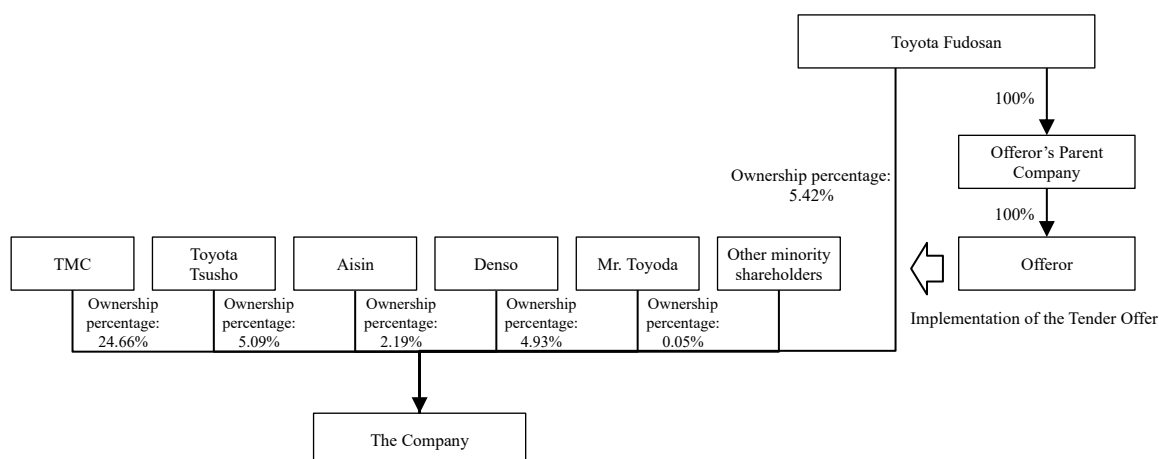 Toyota Fudosan
100%
Offeror’s Parent
Company
Ownership percentage:
5.42%
100%
TMC
Toyota
Tsusho
Aisin
Denso
Mr. Toyoda
Other minority
shareholders
Offeror
Ownership
percentage:
24.66%
Ownership
percentage:
5.09%
Ownership
percentage:
2.19%
Ownership
percentage:
4.93%
Ownership
percentage:
0.05%
Implementation of the Tender Offer
The Company